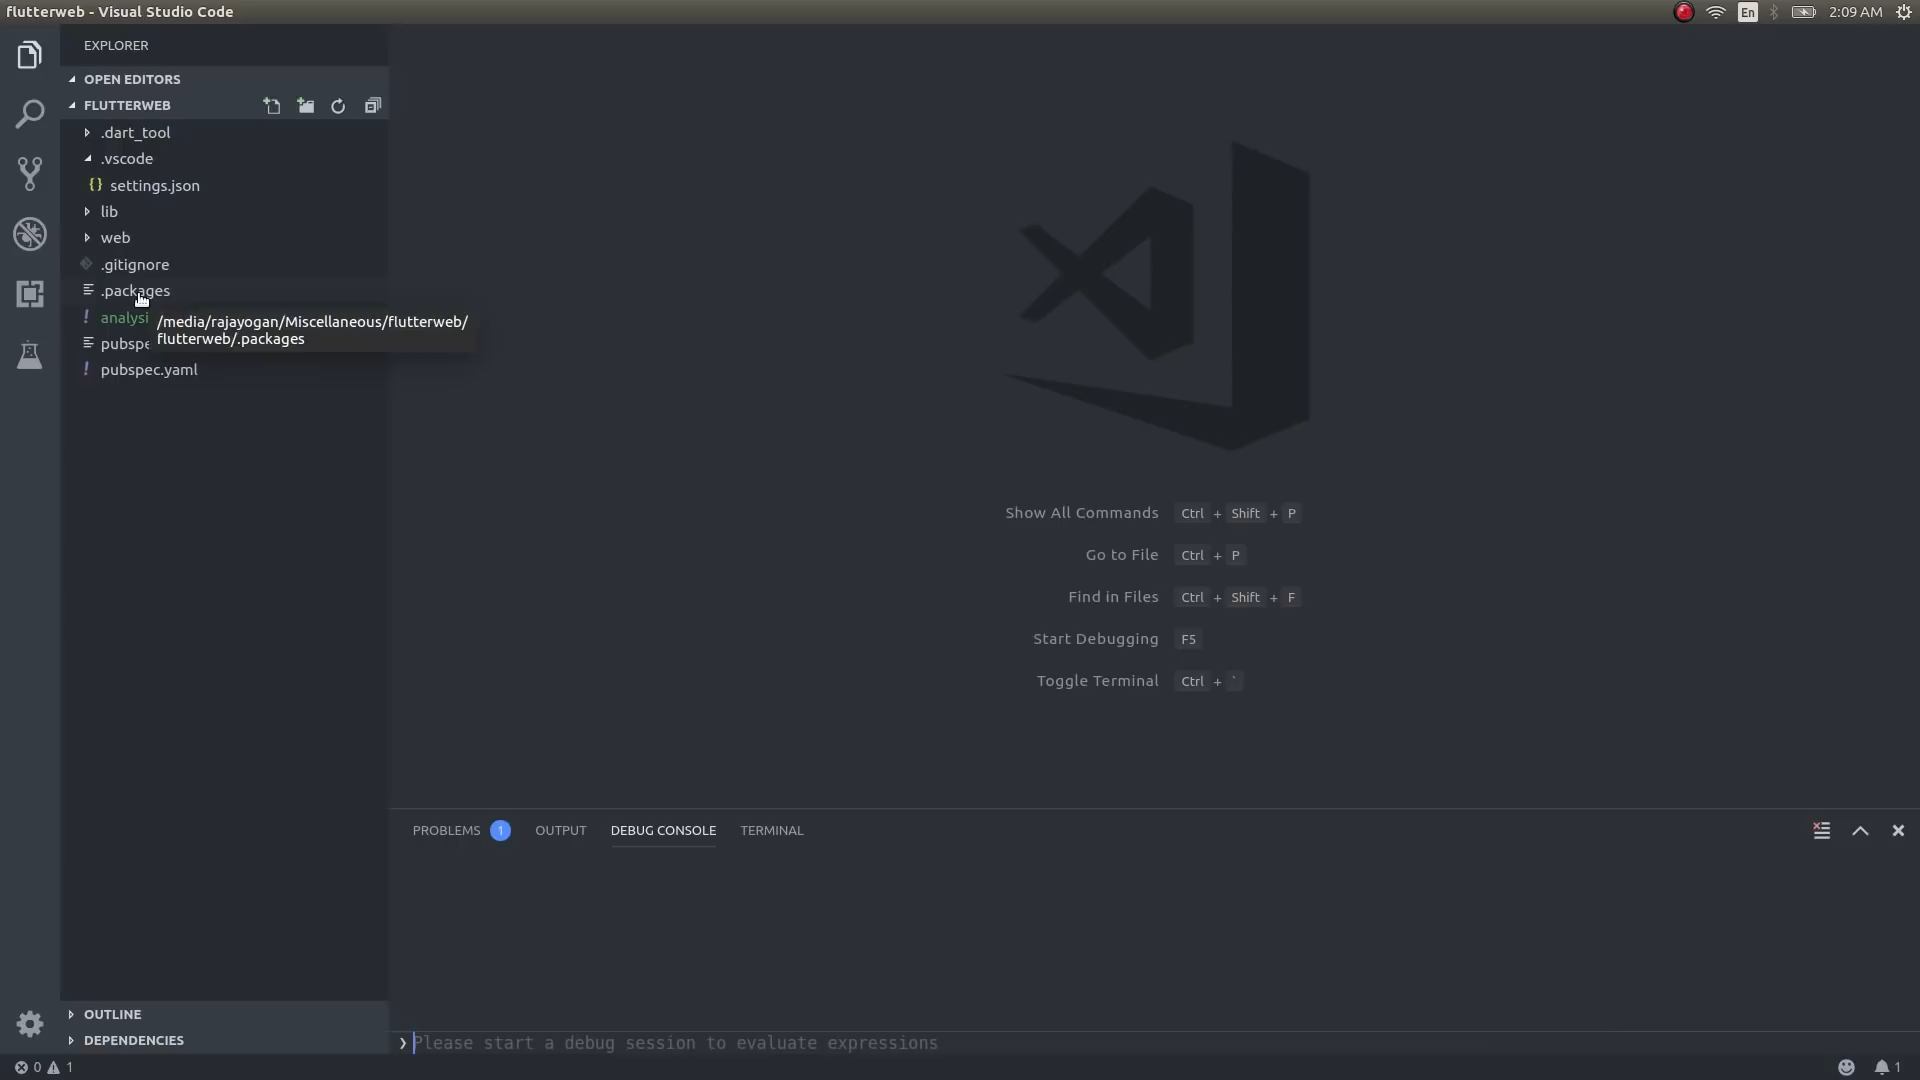 flutterweb - Visual Studio Code
En
2:09 AM
EXPLORER
OPEN EDITORS
FLUTTERWEB
.dart_tool
.vscode
{} settings.json
lib
web
.gitignore
.packages
! analysi
/media/rajayogan/Miscellaneous/flutterweb/
flutterweb/.packages
pubspe
! pubspec.yaml
Show All Commands Ctrl + Shift + P
Go to File Ctrl + P
Find in Files Ctrl + Shift + F
Start Debugging F5
Toggle Terminal Ctrl + `
PROBLEMS 1 OUTPUT DEBUG CONSOLE TERMINAL
OUTLINE
DEPENDENCIES
❯ Please start a debug session to evaluate expressions
0 1
1